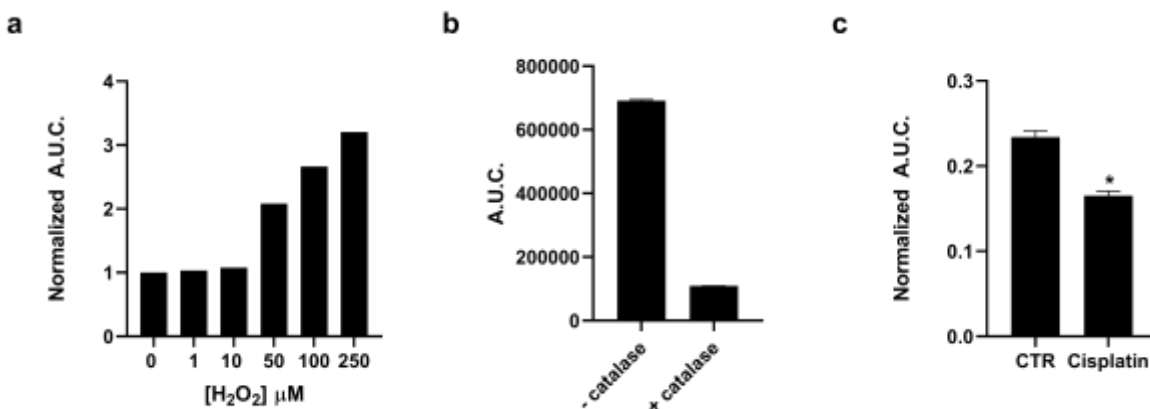 a
Normalized A.U.C.
4
3
2
1
0
0 1 10 50 100 250
[H₂O₂] μM
b
A.U.C.
800000
600000
400000
200000
0
- catalase
+ catalase
c
Normalized A.U.C.
0.3
0.2
0.1
0.0
*
CTR Cisplatin